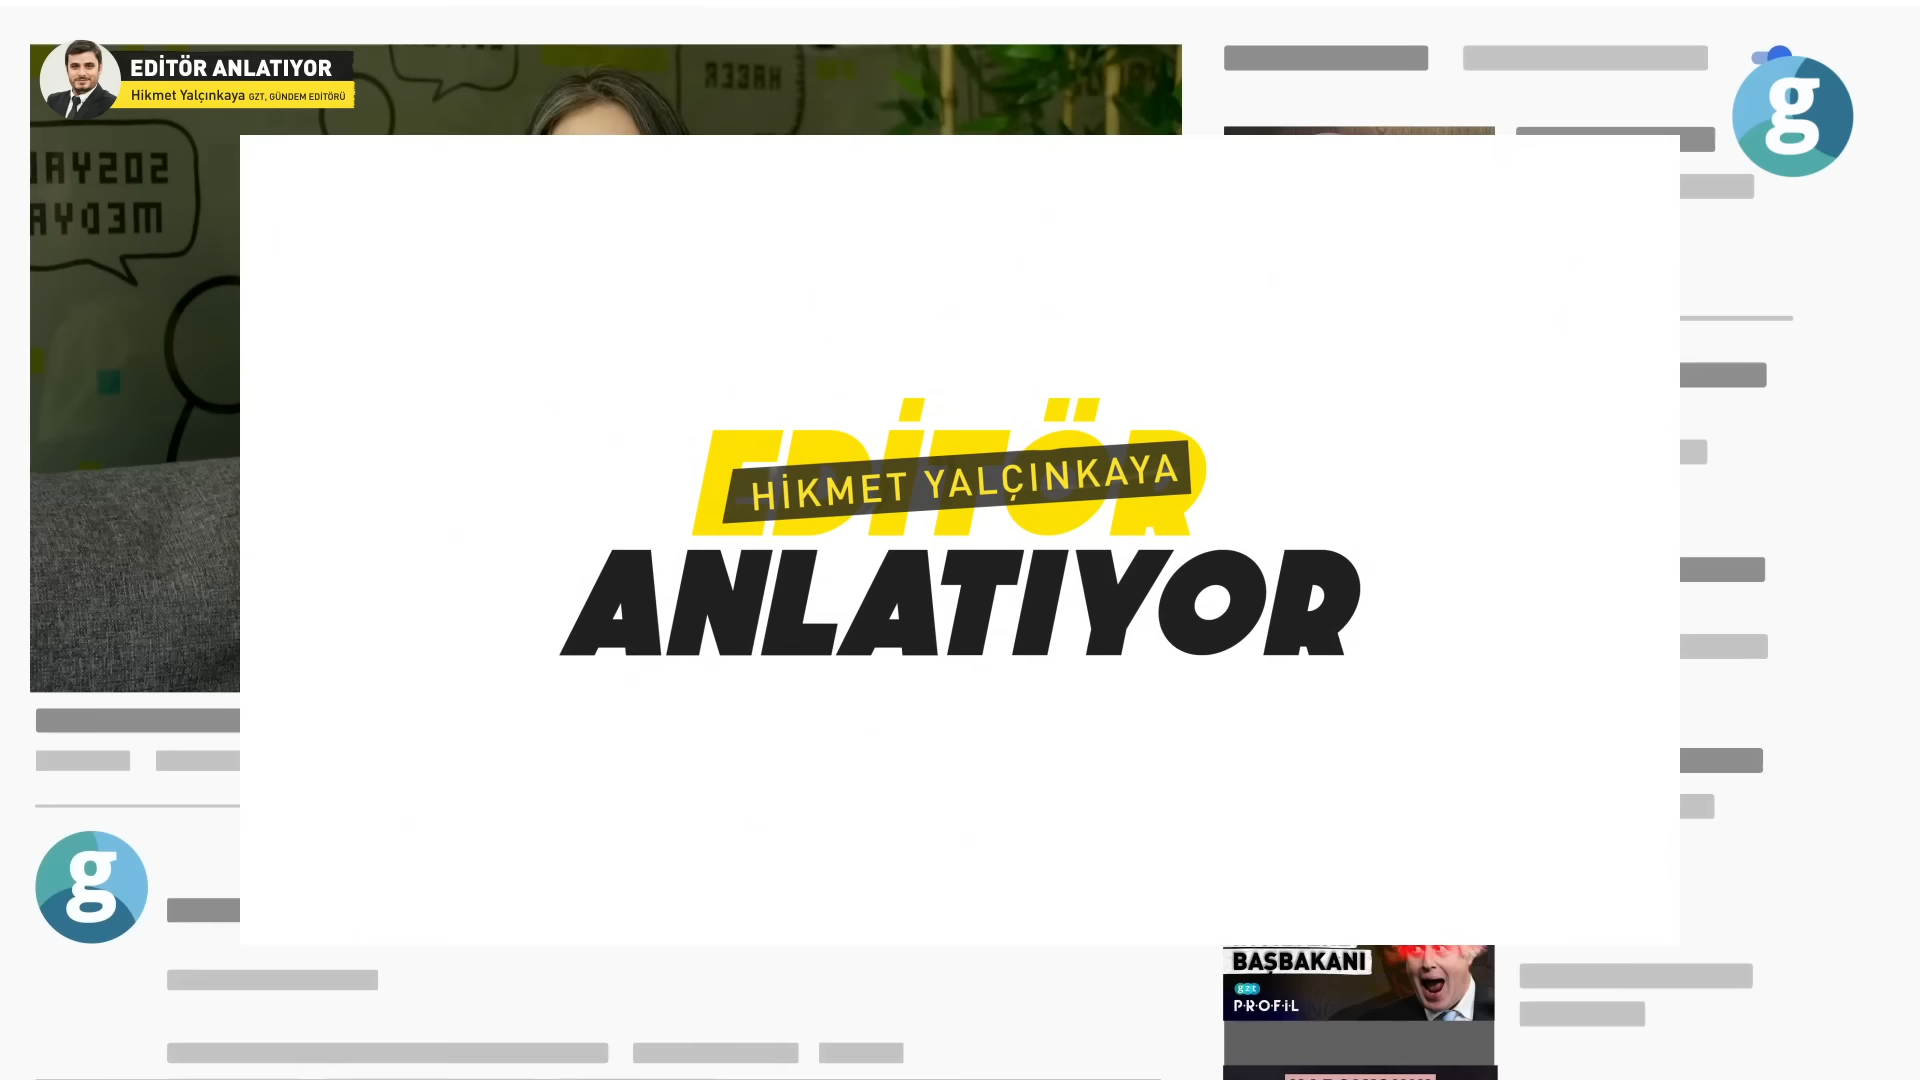 EDİTÖR ANLATIYOR
Hikmet Yalçınkaya GZT, GÜNDEM EDİTÖRÜ
g
EDİTÖR
HİKMET YALÇINKAYA
ANLATIYOR
g
BAŞBAKANI
gzt
PROFİL